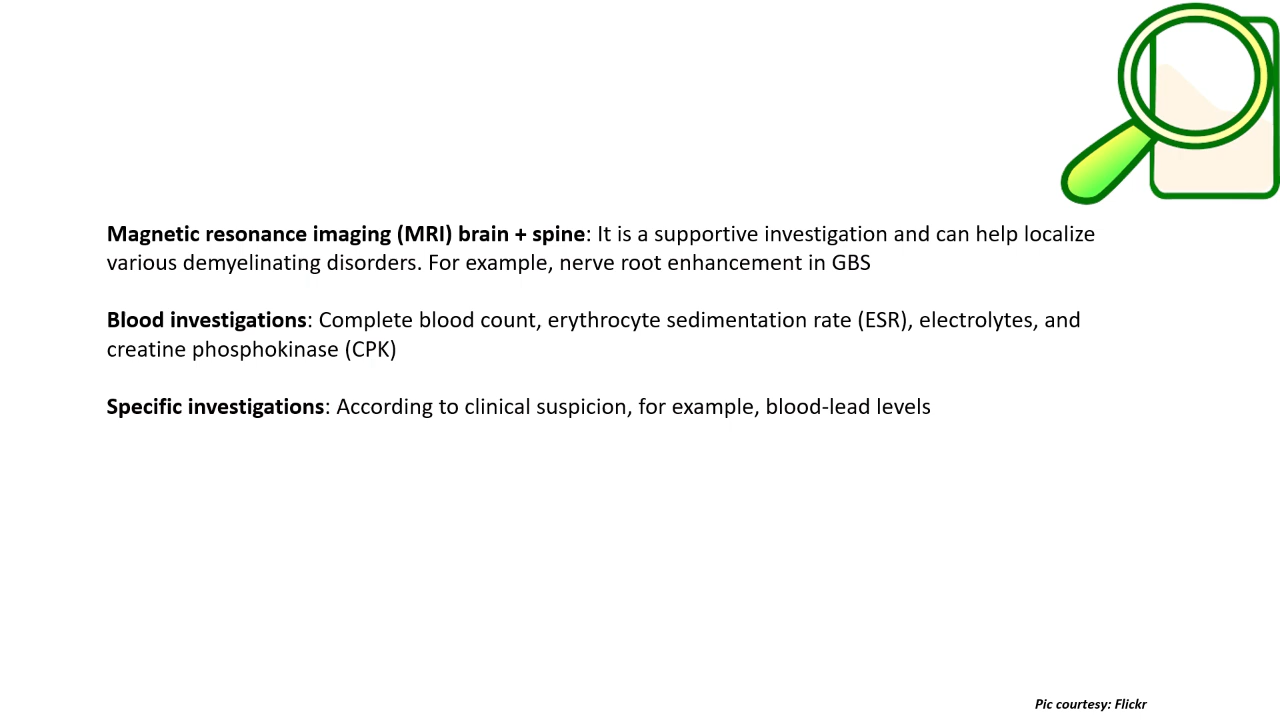 Magnetic resonance imaging (MRI) brain + spine: It is a supportive investigation and can help localize
various demyelinating disorders. For example, nerve root enhancement in GBS
Blood investigations: Complete blood count, erythrocyte sedimentation rate (ESR), electrolytes, and
creatine phosphokinase (CPK)
Specific investigations: According to clinical suspicion, for example, blood-lead levels
Pic courtesy: Flickr